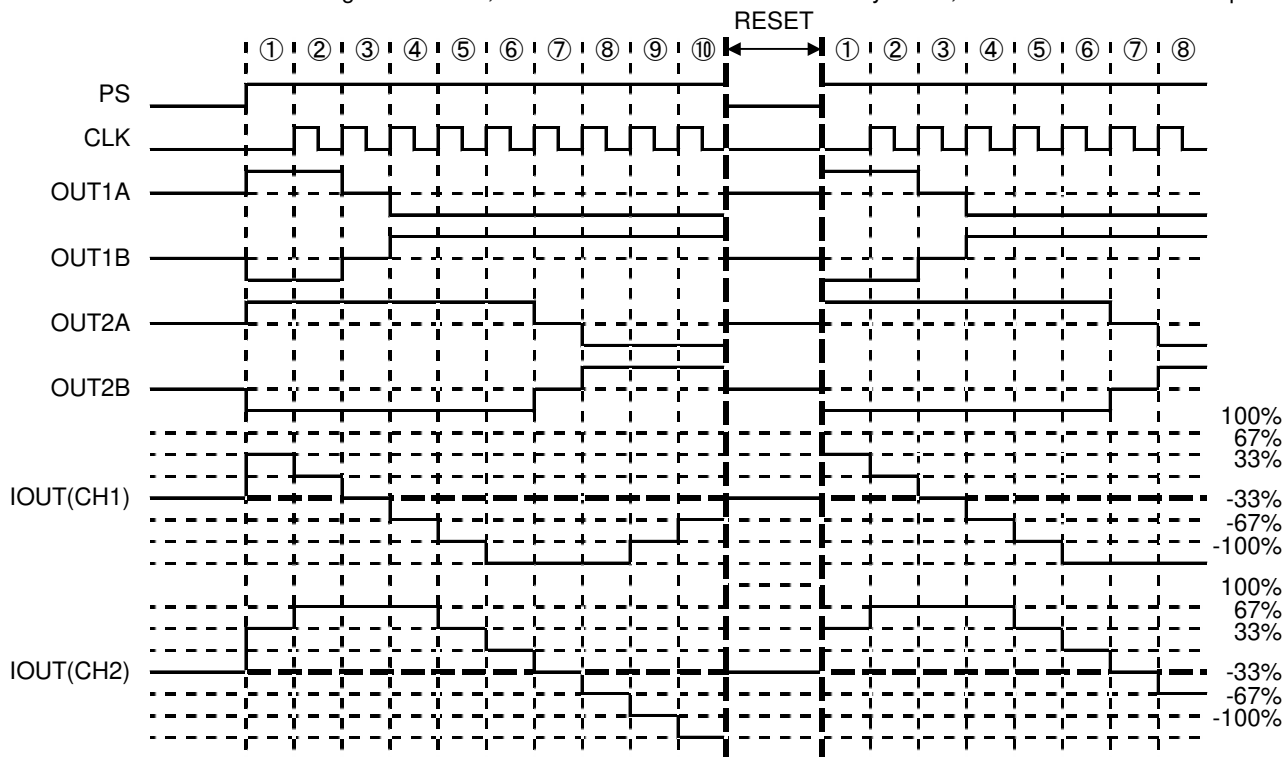 RESET
① ② ③ ④ ⑤ ⑥ ⑦ ⑧ ⑨ ⑩ ① ② ③ ④ ⑤ ⑥ ⑦ ⑧
PS
CLK
OUT1A
OUT1B
OUT2A
OUT2B
100%
67%
33%
IOUT(CH1)
-33%
-67%
-100%
100%
67%
33%
IOUT(CH2)
-33%
-67%
-100%